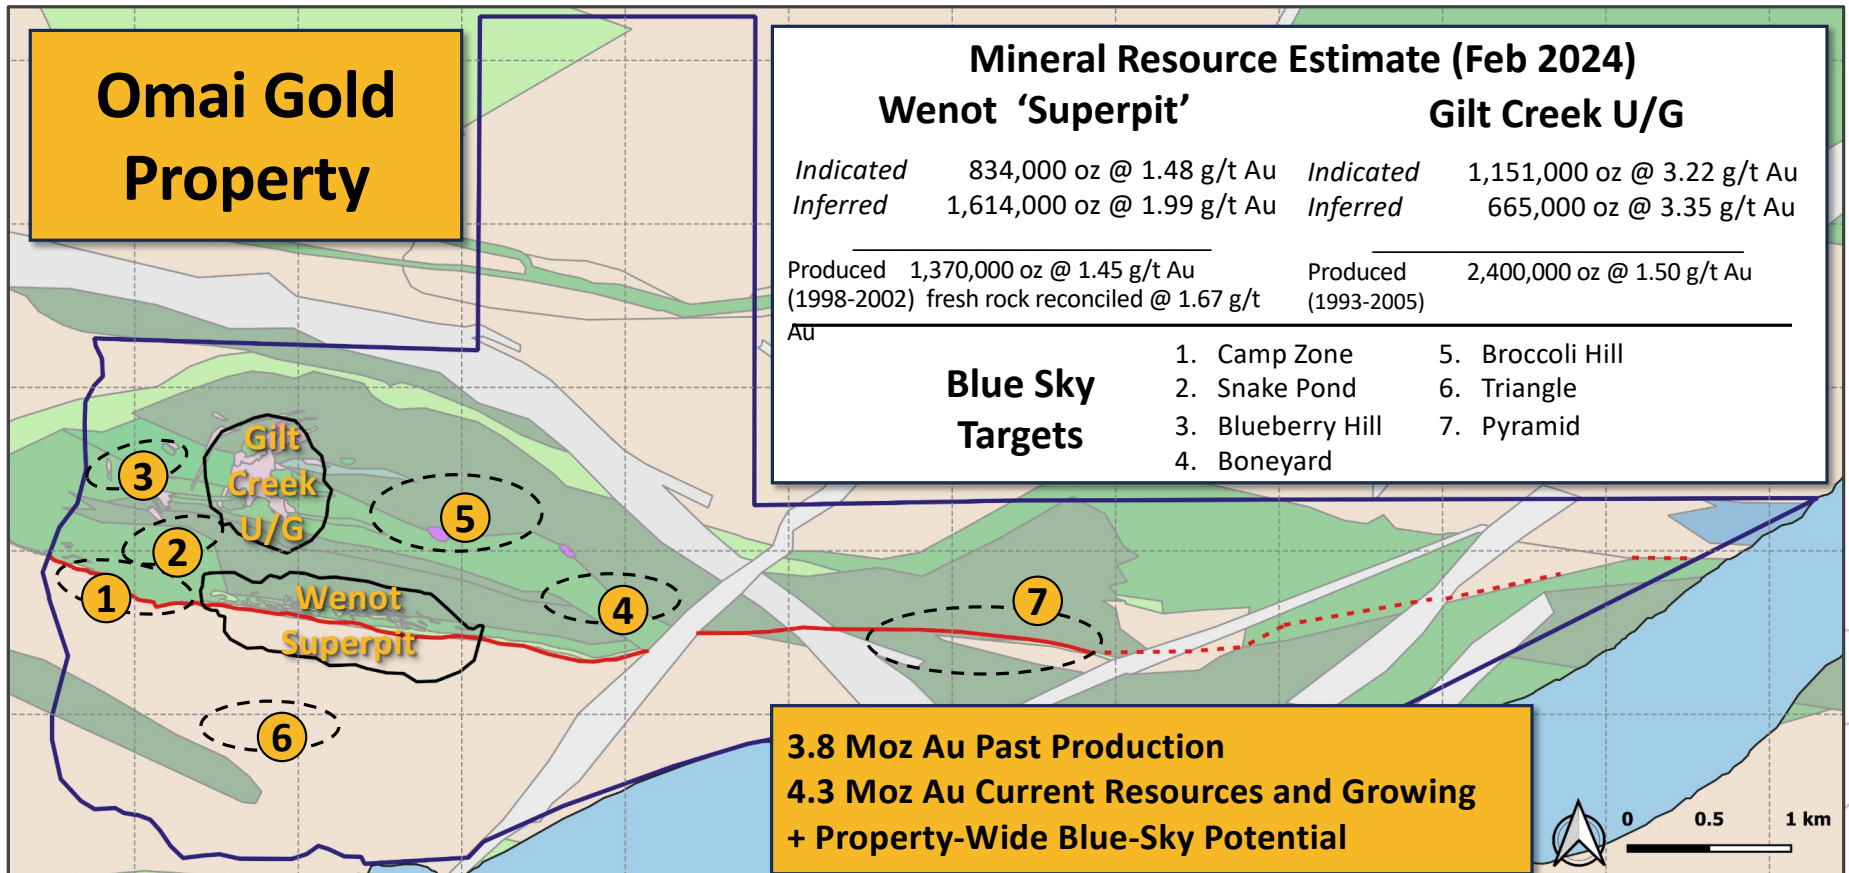 Omai Gold
Property
Mineral Resource Estimate (Feb 2024)
Wenot ‘Superpit’
Indicated 834,000 oz @ 1.48 g/t Au
Inferred 1,614,000 oz @ 1.99 g/t Au
Produced 1,370,000 oz @ 1.45 g/t Au
(1998-2002) fresh rock reconciled @ 1.67 g/t
Au
Gilt Creek U/G
Indicated 1,151,000 oz @ 3.22 g/t Au
Inferred 665,000 oz @ 3.35 g/t Au
Produced 2,400,000 oz @ 1.50 g/t Au
(1993-2005)
Blue Sky
Targets
1. Camp Zone
2. Snake Pond
3. Blueberry Hill
4. Boneyard
5. Broccoli Hill
6. Triangle
7. Pyramid
Gilt
Creek
U/G
3
5
2
1
Wenot
Superpit
4
7
6
3.8 Moz Au Past Production
4.3 Moz Au Current Resources and Growing
+ Property-Wide Blue-Sky Potential
0 0.5 1 km